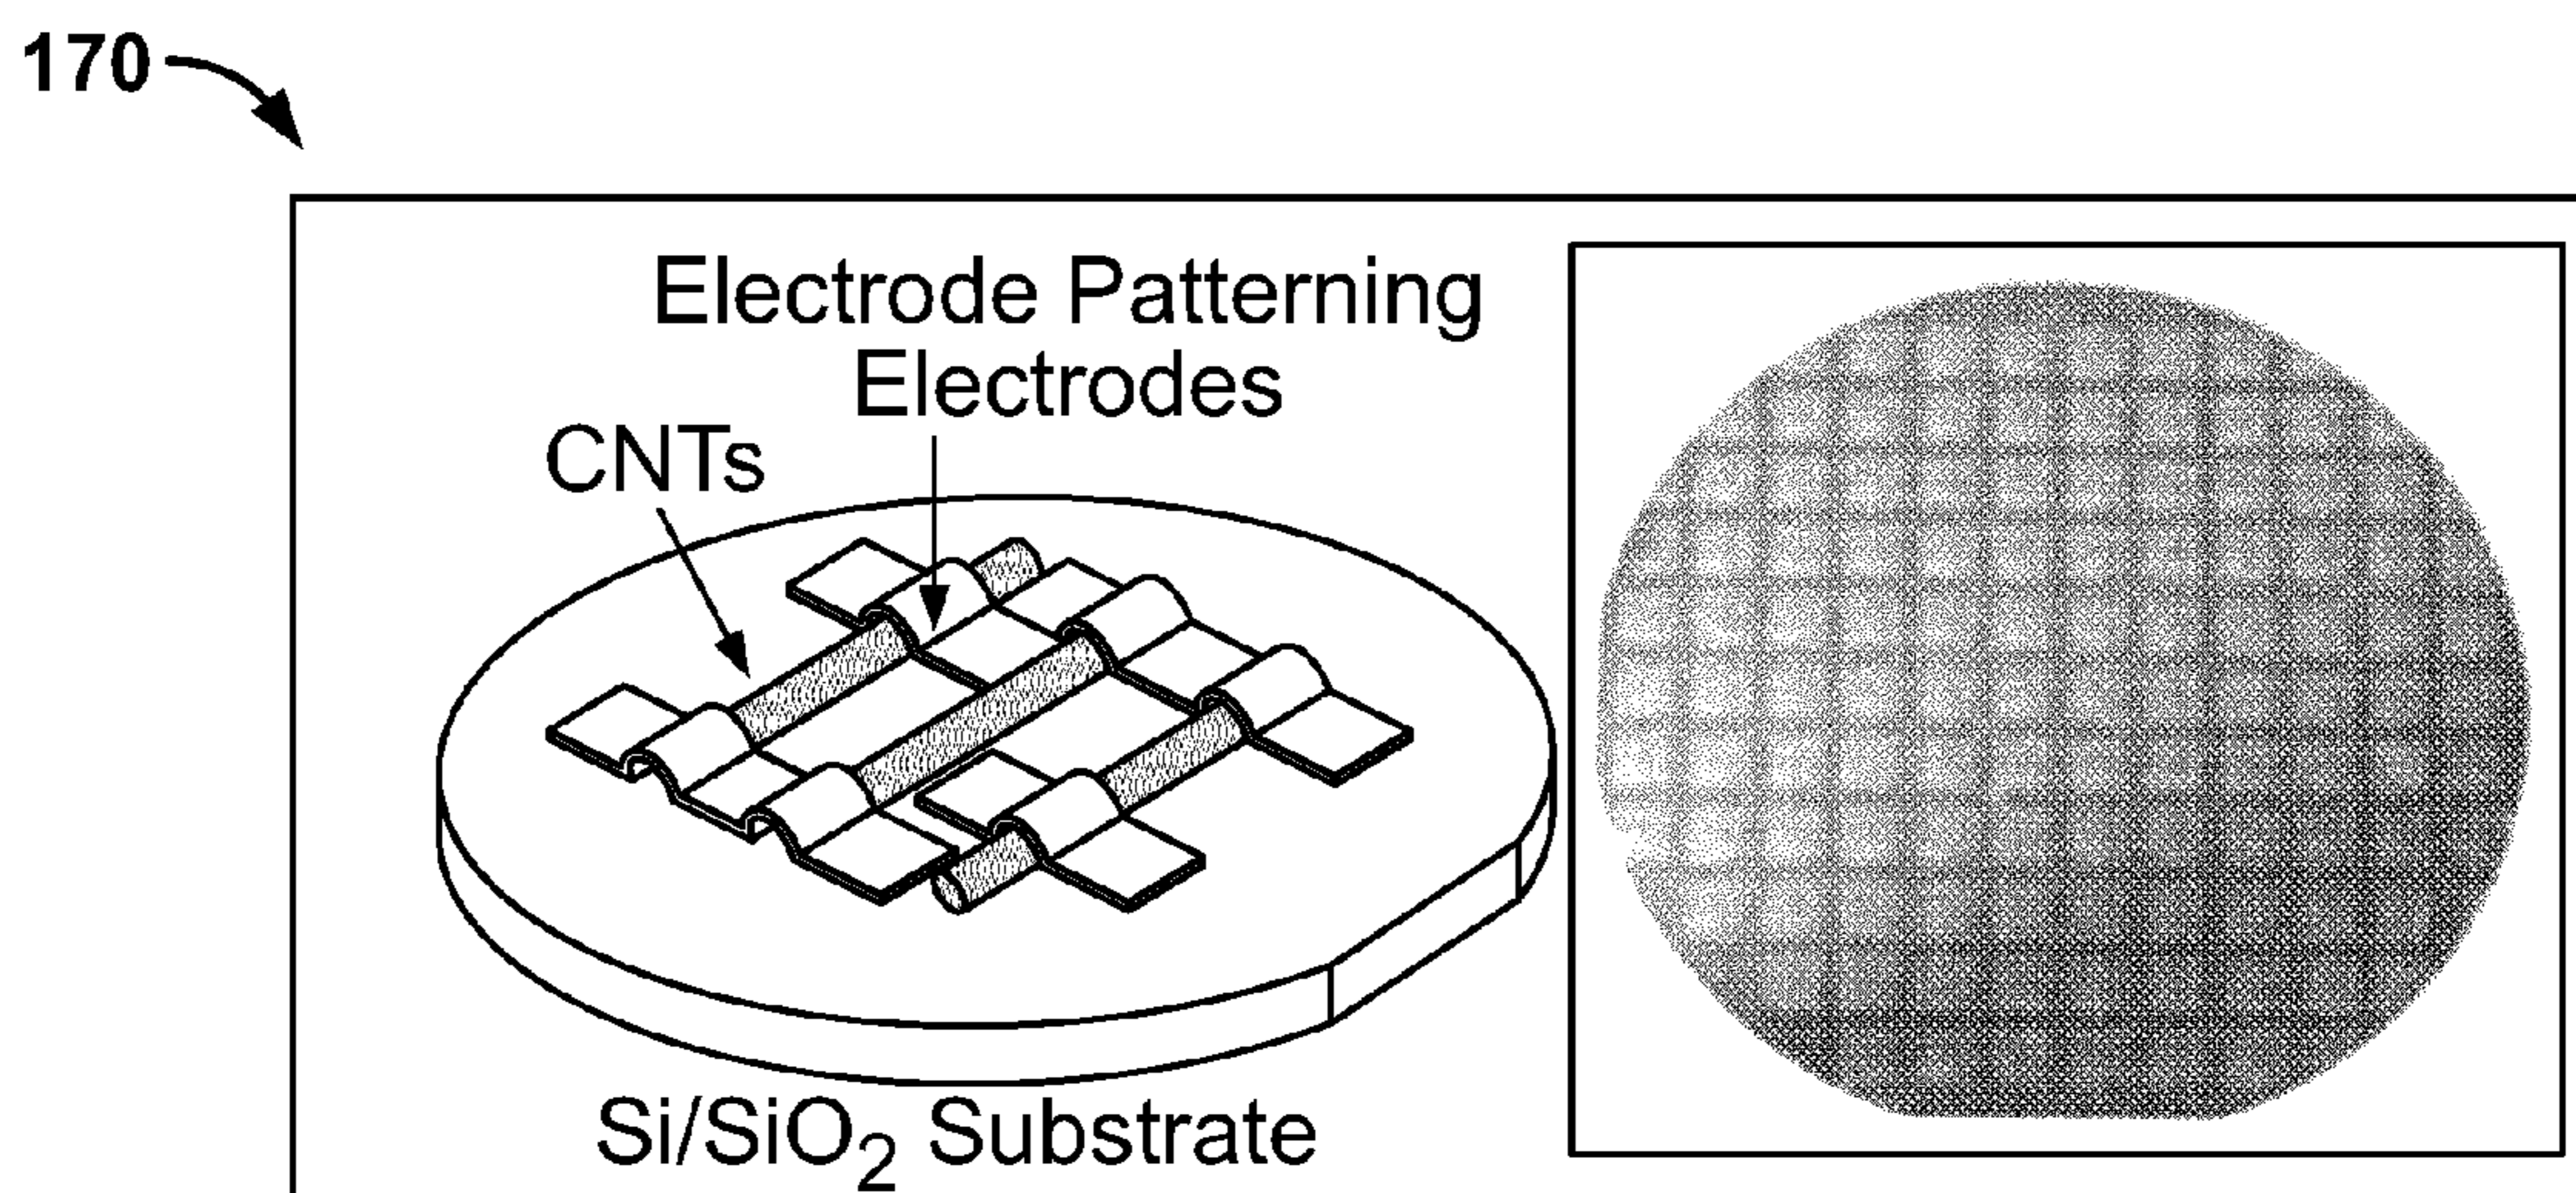 170
Electrode Patterning
Electrodes
CNTs
Si/SiO₂ Substrate